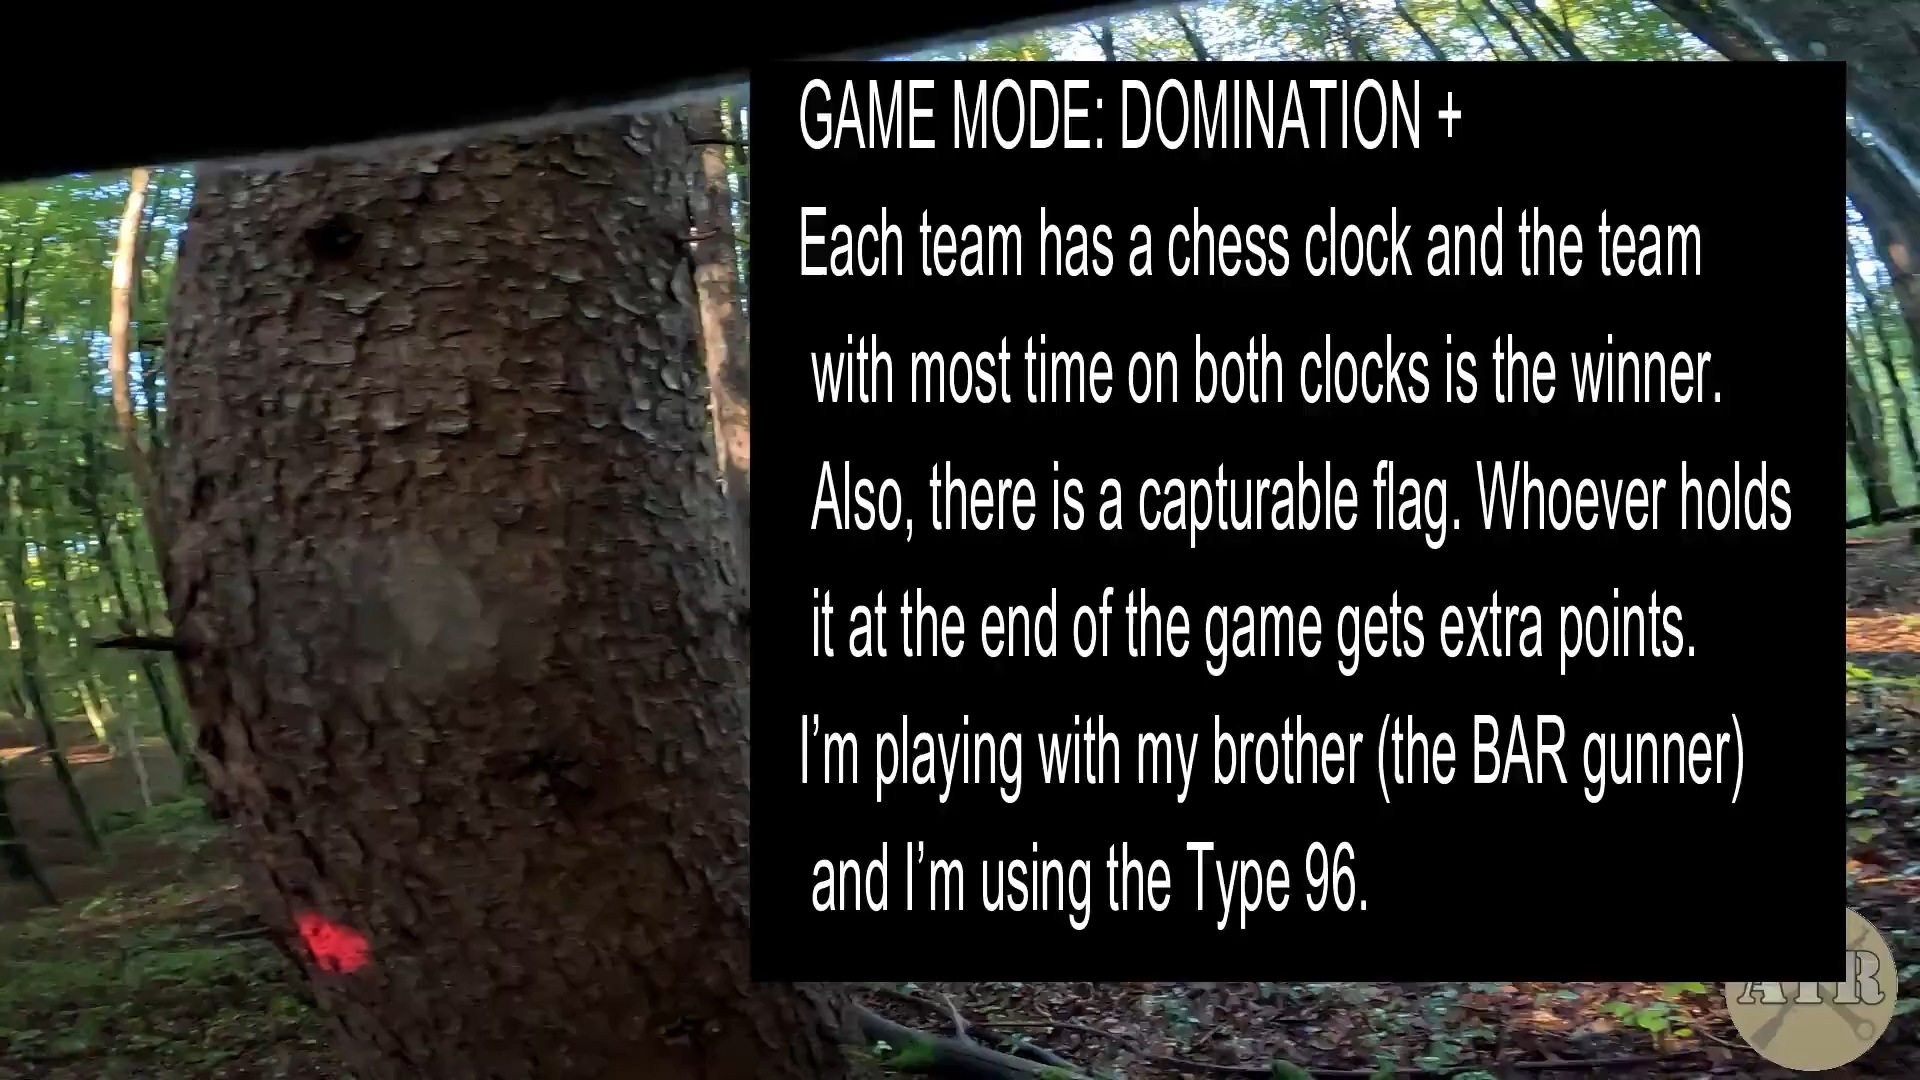 GAME MODE: DOMINATION +
Each team has a chess clock and the team
with most time on both clocks is the winner.
Also, there is a capturable flag. Whoever holds
it at the end of the game gets extra points.
I'm playing with my brother (the BAR gunner)
and I'm using the Type 96.
ATR